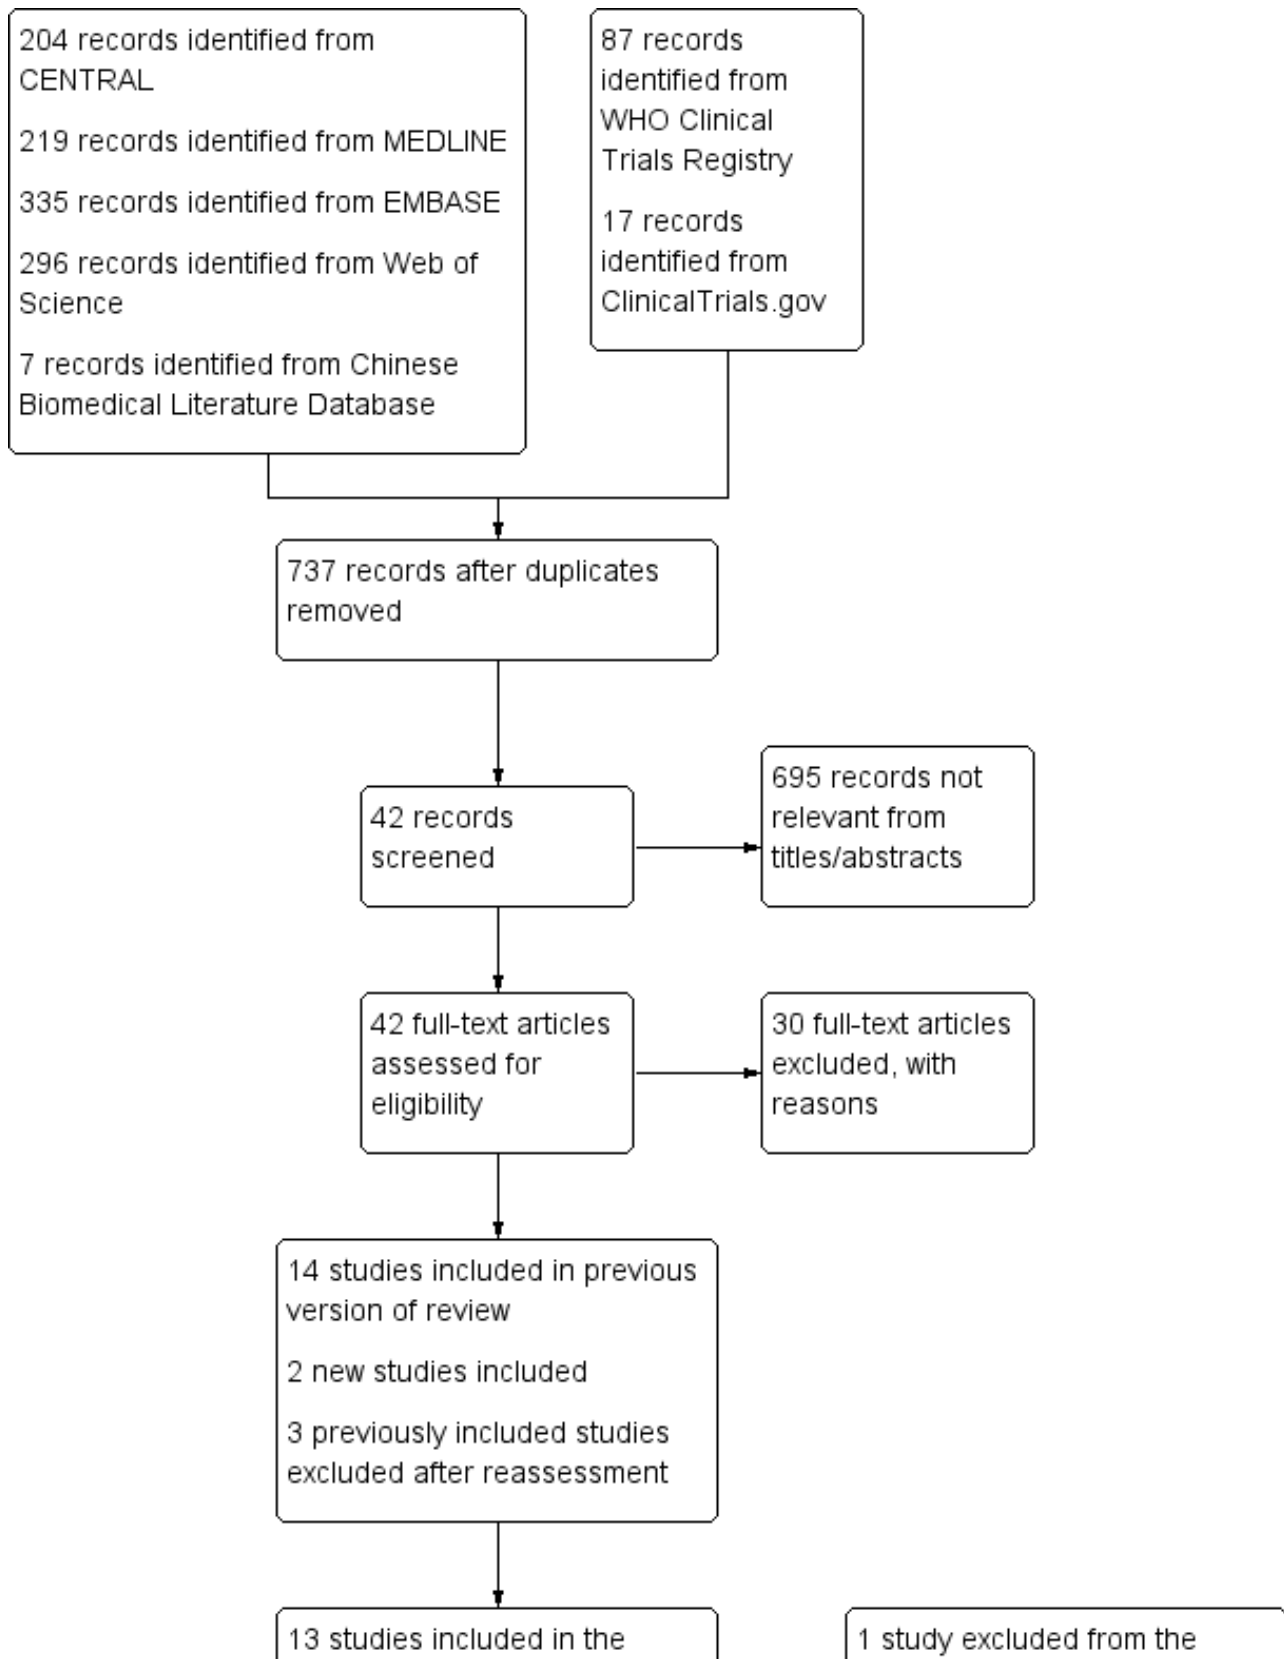 204 records identified from
CENTRAL
219 records identified from MEDLINE
335 records identified from EMBASE
296 records identified from Web of
Science
7 records identified from Chinese
Biomedical Literature Database
87 records
identified from
WHO Clinical
Trials Registry
17 records
identified from
ClinicalTrials.gov
737 records after duplicates
removed
42 records
screened
695 records not
relevant from
titles/abstracts
42 full-text articles
assessed for
eligibility
30 full-text articles
excluded, with
reasons
14 studies included in previous
version of review
2 new studies included
3 previously included studies
excluded after reassessment
13 studies included in the
1 study excluded from the